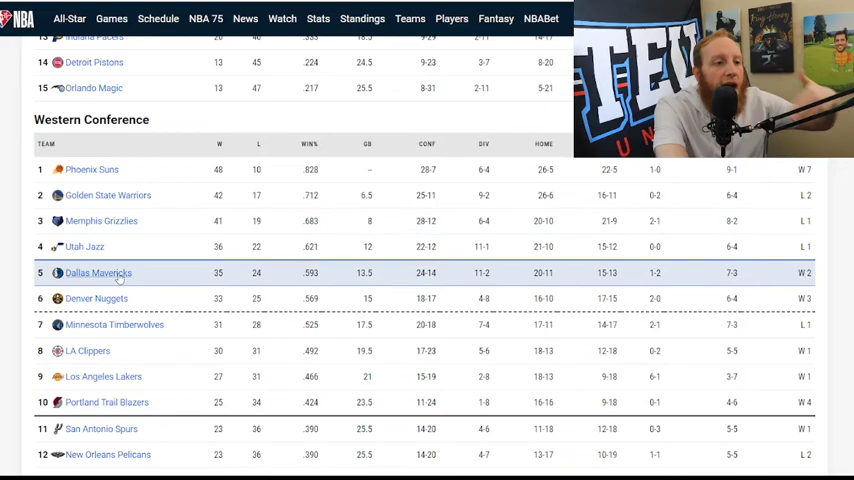 NBA All-Star Games Schedule NBA 75 News Watch Stats Standings Teams Players Fantasy NBABet
13 Indiana Pacers 20 40 .333 18.5 9-29 2-11 14-17
14 Detroit Pistons 13 45 .224 24.5 9-23 3-7 8-20
15 Orlando Magic 13 47 .217 25.5 8-31 2-11 5-21
Western Conference
TEAM W L WIN% GB CONF DIV HOME
1 Phoenix Suns 48 10 .828 – 28-7 6-4 26-5 22-5 1-0 9-1 W 7
2 Golden State Warriors 42 17 .712 6.5 25-11 9-2 26-6 16-11 0-2 6-4 L 2
3 Memphis Grizzlies 41 19 .683 8 28-12 6-4 20-10 21-9 2-1 8-2 L 1
4 Utah Jazz 36 22 .621 12 22-12 11-1 21-10 15-12 0-0 6-4 L 1
5 Dallas Mavericks 35 24 .593 13.5 24-14 11-2 20-11 15-13 1-2 7-3 W 2
6 Denver Nuggets 33 25 .569 15 18-17 4-8 16-10 17-15 2-0 6-4 W 3
7 Minnesota Timberwolves 31 28 .525 17.5 20-18 7-4 17-11 14-17 2-1 7-3 L 1
8 LA Clippers 30 31 .492 19.5 17-23 5-6 18-13 12-18 0-2 5-5 W 1
9 Los Angeles Lakers 27 31 .466 21 15-19 2-8 18-13 9-18 6-1 3-7 W 1
10 Portland Trail Blazers 25 34 .424 23.5 11-24 1-8 16-16 9-18 0-1 4-6 W 4
11 San Antonio Spurs 23 36 .390 25.5 14-20 4-6 11-18 12-18 0-3 5-5 W 1
12 New Orleans Pelicans 23 36 .390 25.5 14-20 4-7 13-17 10-19 1-1 5-5 L 2